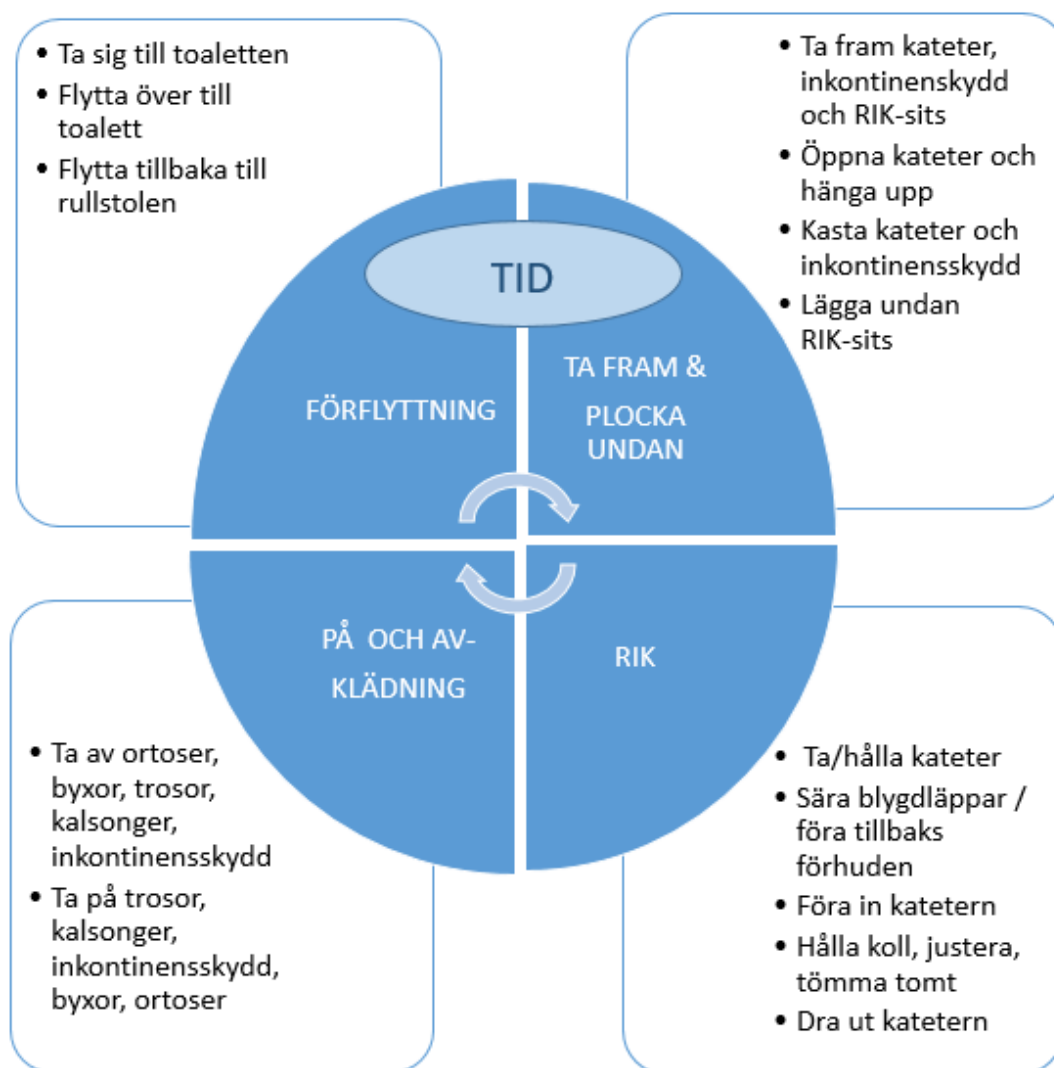 • Ta sig till toaletten
• Flytta över till
toalett
• Flytta tillbaka till
rullstolen
• Ta fram kateter,
inkontinenskydd
och RIK-sits
• Öppna kateter och
hänga upp
• Kasta kateter och
inkontinensskydd
• Lägga undan
RIK-sits
TID
FÖRFLYTTNING
TA FRAM &
PLOCKA
UNDAN
PÅ OCH AV-
KLÄDNING
RIK
• Ta av ortoser,
byxor, trosor,
kalsonger,
inkontinensskydd
• Ta på trosor,
kalsonger,
inkontinensskydd,
byxor, ortoser
• Ta/hålla kateter
• Sära blygdläppar /
föra tillbaks
förhuden
• Föra in katetern
• Hålla koll, justera,
tömma tomt
• Dra ut katetern